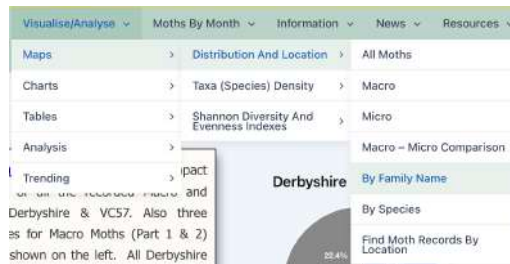 Visualise/Analyse Moths By Month Information News Resources
Maps
Charts
Tables
Analysis
Trending
Distribution And Location
Taxa (Species) Density
Shannon Diversity And
Evenness Indexes
All Moths
Macro
Micro
Macro – Micro Comparison
By Family Name
By Species
Find Moth Records By
Location
pact
or all the recorded Macro and
Derbyshire & VC57. Also three
es for Macro Moths (Part 1 & 2)
shown on the left. All Derbyshire
Derbyshire
22.4%